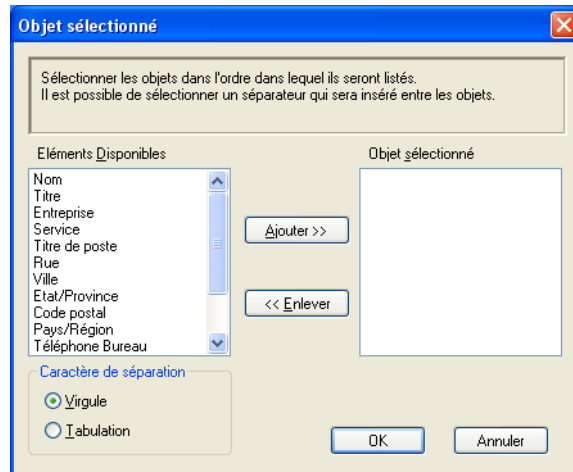 Objet sélectionné
Sélectionner les objets dans l'ordre dans lequel ils seront listés.
Il est possible de sélectionner un séparateur qui sera inséré entre les objets.
Eléments Disponibles
Objet sélectionné
Nom
Titre
Entreprise
Service
Titre de poste
Rue
Ville
Etat/Province
Code postal
Pays/Région
Téléphone Bureau
Ajouter >>
<< Enlever
Caractère de séparation
Virgule
Tabulation
OK
Annuler